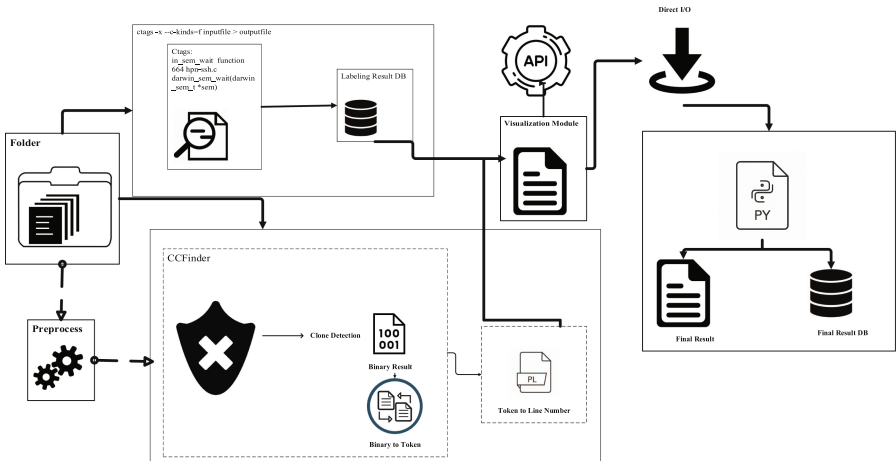 Direct I/O
ctags -x --c-kinds=f inputfile > outputfile
Ctags:
in_sem_wait function
664 hpn-ssh.c
darwin_sem_wait(darwin
_sem_t *sem)
Labeling Result DB
API
Visualization Module
Folder
PY
CCFinder
Preprocess
Clone Detection
100
001
Binary Result
Binary to Token
PL
Token to Line Number
Final Result
Final Result DB